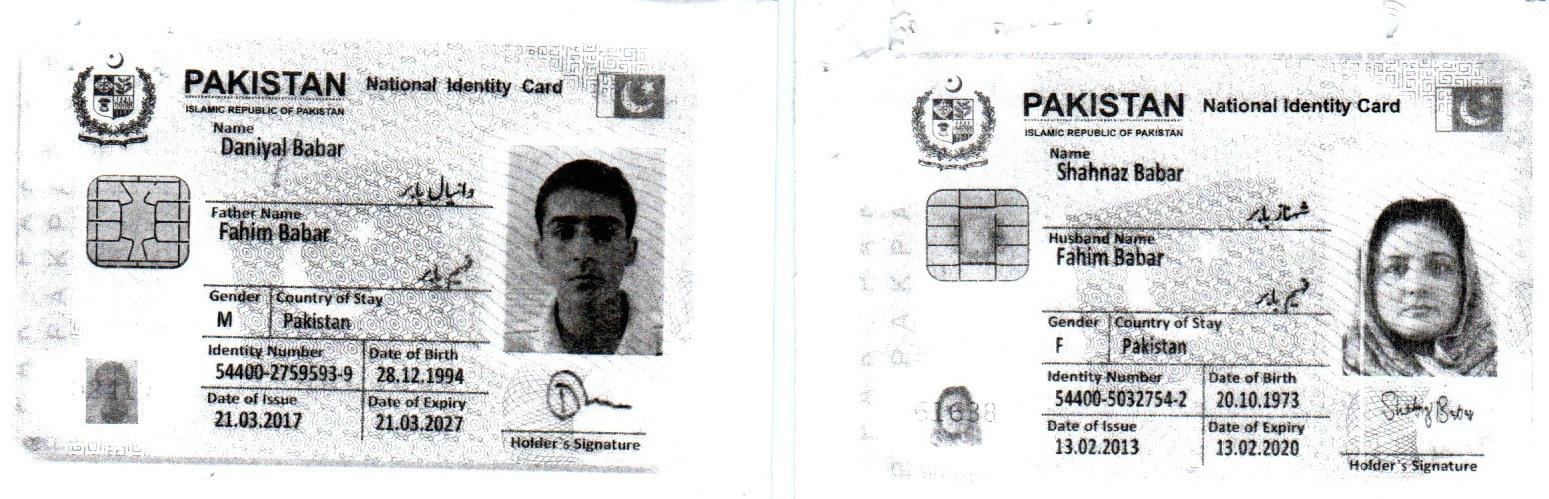 PAKISTAN National Identity Card
ISLAMIC REPUBLIC OF PAKISTAN
Name
Daniyal Babar
دانیال بابر
Father Name
Fahim Babar
فہیم بابر
Gender Country of Stay
M Pakistan
Identity Number Date of Birth
54400-2759593-9 28.12.1994
Date of Issue Date of Expiry
21.03.2017 21.03.2027
Holder's Signature
PAKISTAN National Identity Card
ISLAMIC REPUBLIC OF PAKISTAN
Name
Shahnaz Babar
شہناز بابر
Husband Name
Fahim Babar
فہیم بابر
Gender Country of Stay
F Pakistan
Identity Number Date of Birth
54400-5032754-2 20.10.1973
Date of Issue Date of Expiry
13.02.2013 13.02.2020
Holder's Signature